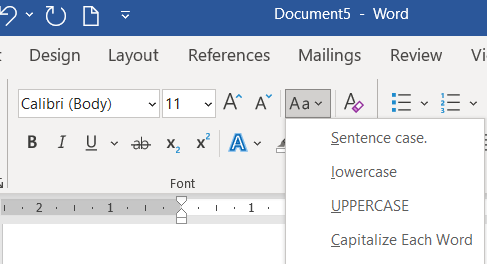 Document5 - Word
Design Layout References Mailings Review
Calibri (Body) 11 A A Aa A
B I U ab x₂ x² A
Sentence case.
lowercase
UPPERCASE
Capitalize Each Word
Font
2 1 1